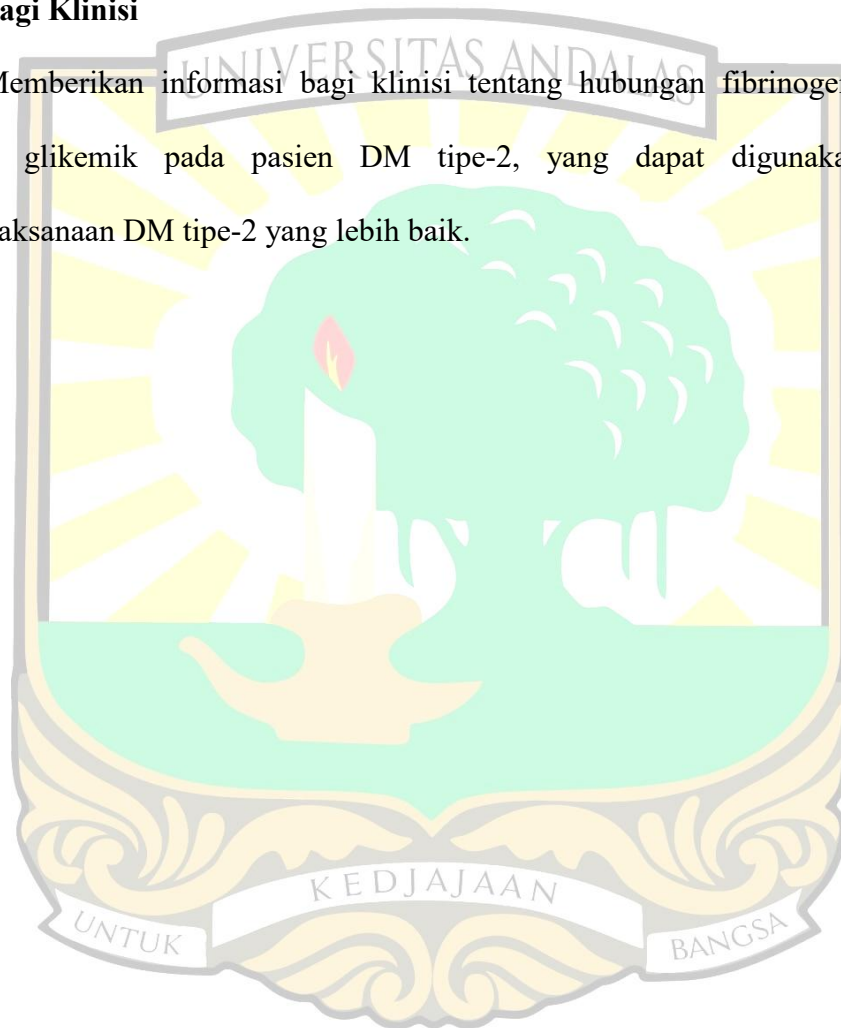 agi Klinisi
UNIVERSITAS ANDALAS
Memberikan informasi bagi klinisi tentang hubungan fibrinogen
glikemik pada pasien DM tipe-2, yang dapat digunaka
aksanaan DM tipe-2 yang lebih baik.
UNTUK KEDJAJAAN BANGSA